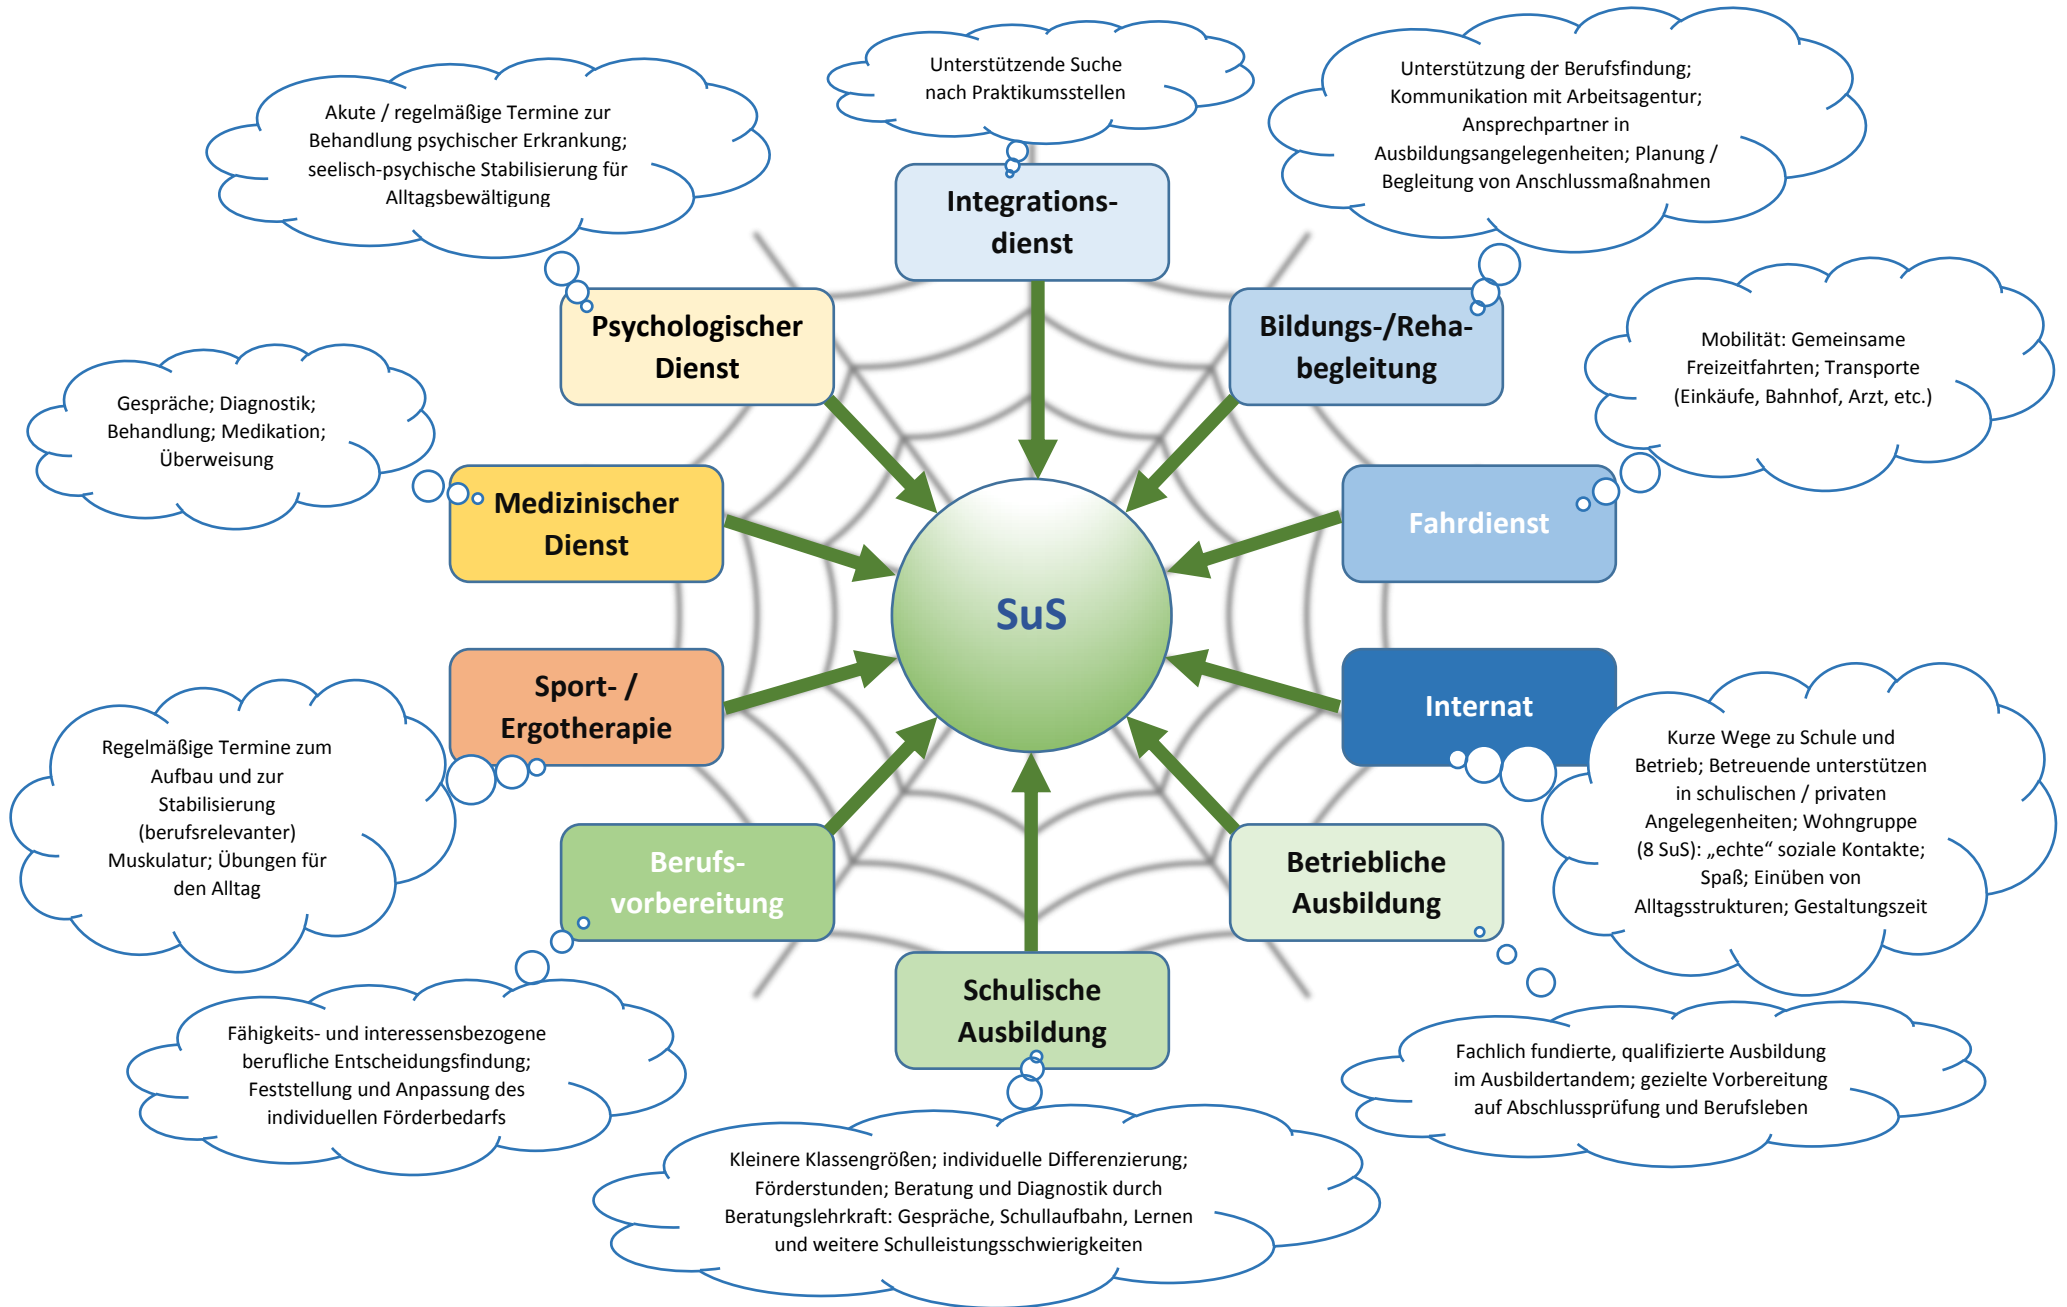 Unterstützende Suche
nach Praktikumsstellen
Integrations-
dienst
Unterstützung der Berufsfindung;
Kommunikation mit Arbeitsagentur;
Ansprechpartner in
Ausbildungsangelegenheiten; Planung /
Begleitung von Anschlussmaßnahmen
Bildungs-/Reha-
begleitung
Mobilität: Gemeinsame
Freizeitfahrten; Transporte
(Einkäufe, Bahnhof, Arzt, etc.)
Fahrdienst
Internat
Kurze Wege zu Schule und
Betrieb; Betreuende unterstützen
in schulischen / privaten
Angelegenheiten; Wohngruppe
(8 SuS): „echte“ soziale Kontakte;
Spaß; Einüben von
Alltagsstrukturen; Gestaltungszeit
Betriebliche
Ausbildung
Fachlich fundierte, qualifizierte Ausbildung
im Ausbildertandem; gezielte Vorbereitung
auf Abschlussprüfung und Berufsleben
Schulische
Ausbildung
Kleinere Klassengrößen; individuelle Differenzierung;
Förderstunden; Beratung und Diagnostik durch
Beratungslehrkraft: Gespräche, Schullaufbahn, Lernen
und weitere Schulleistungsschwierigkeiten
Berufs-
vorbereitung
Fähigkeits- und interessensbezogene
berufliche Entscheidungsfindung;
Feststellung und Anpassung des
individuellen Förderbedarfs
Sport- /
Ergotherapie
Regelmäßige Termine zum
Aufbau und zur
Stabilisierung
(berufsrelevanter)
Muskulatur; Übungen für
den Alltag
Medizinischer
Dienst
Gespräche; Diagnostik;
Behandlung; Medikation;
Überweisung
Psychologischer
Dienst
Akute / regelmäßige Termine zur
Behandlung psychischer Erkrankung;
seelisch-psychische Stabilisierung für
Alltagsbewältigung
SuS